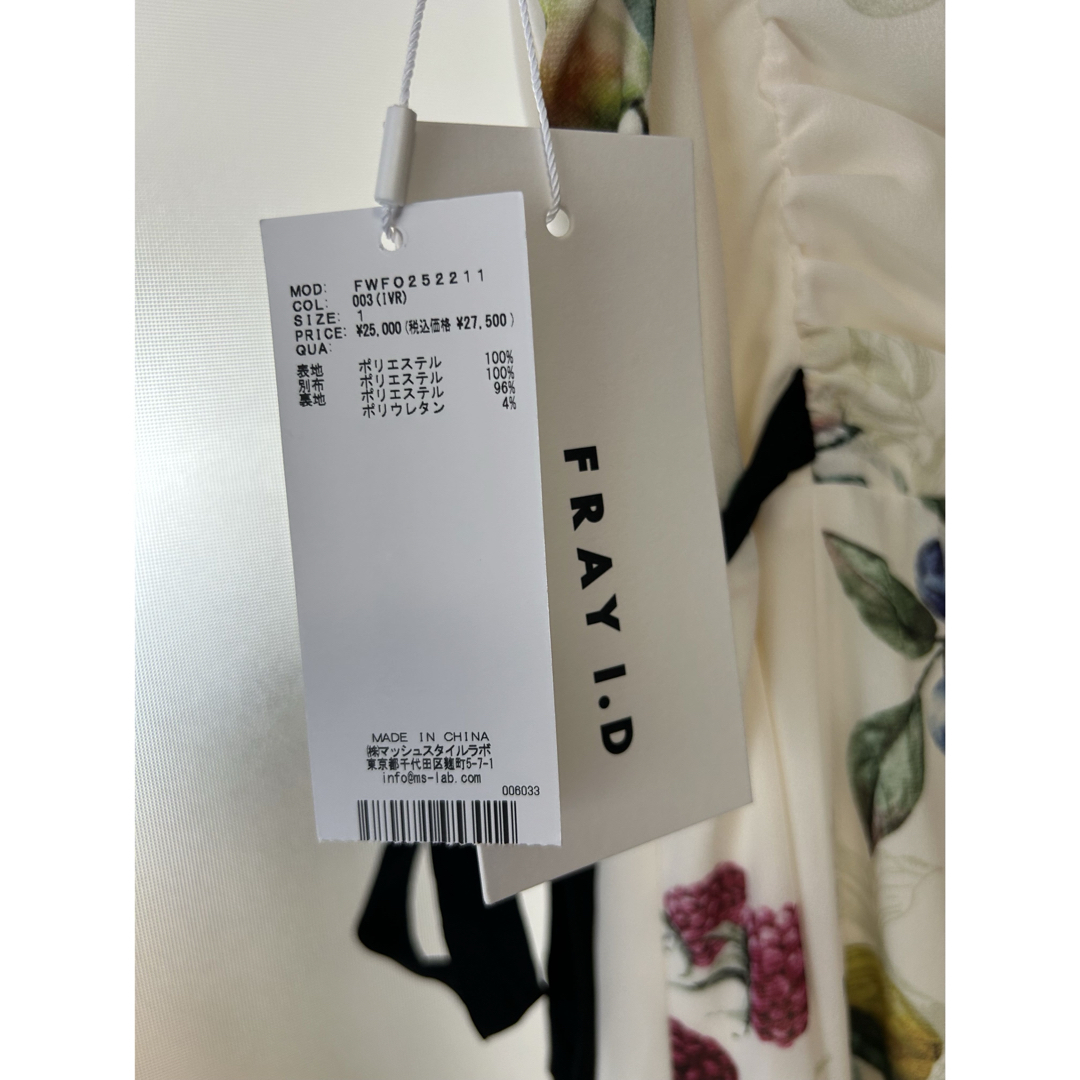 MOD: FWFO252211
COL: 003(IVR)
SIZE: 1
PRICE: ¥25,000(税込価格 ¥27,500)
QUA:
表地 ポリエステル 100%
別布 ポリエステル 100%
裏地 ポリエステル 96%
ポリウレタン 4%
MADE IN CHINA
㈱マッシュスタイルラボ
東京都千代田区麹町5-7-1
info@ms-lab.com
006033
FRAY I.D